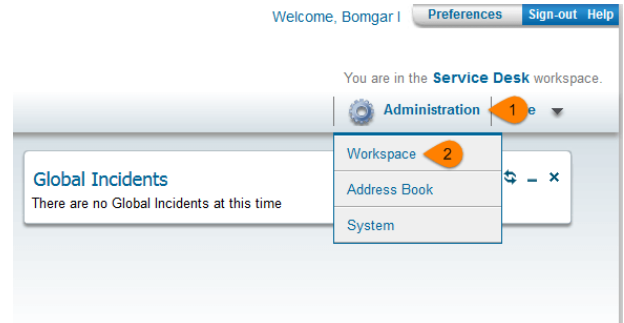 Welcome, Bomgar I Preferences Sign-out Help
You are in the Service Desk workspace.
Administration 1 e
Workspace 2
Global Incidents
There are no Global Incidents at this time
Address Book
System